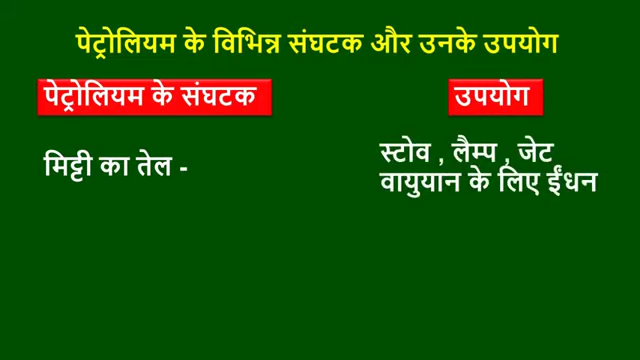 पेट्रोलियम के विभिन्न संघटक और उनके उपयोग
पेट्रोलियम के संघटक
उपयोग
मिट्टी का तेल -
स्टोव , लैम्प , जेट
वायुयान के लिए ईंधन